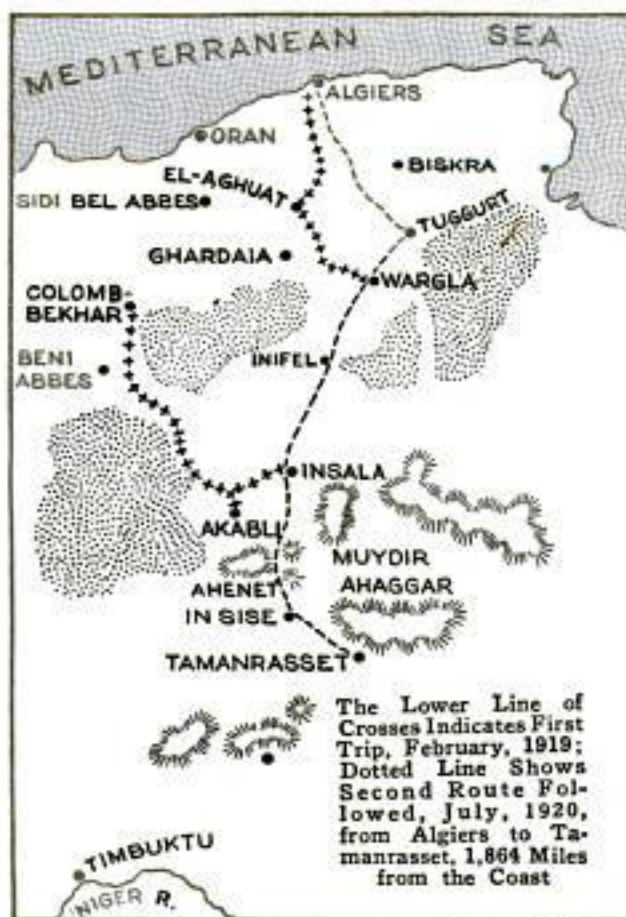 MEDITERRANEAN SEA
ALGIERS
ORAN
BISKRA
EL-AGHUAT
SIDI BEL ABBES
TUGGURT
GHARDAIA
WARGLA
COLOMB-
BEKHAR
BENI
ABBES
INIFEL
INSALA
AKABLI
MUYDIR
AHAGGAR
AHENET
IN SISE
TAMANRASSET
The Lower Line of
Crosses Indicates First
Trip, February, 1919;
Dotted Line Shows
Second Route Fol-
lowed, July, 1920,
from Algiers to Ta-
manrasset, 1,864 Miles
from the Coast
TIMBUKTU
NIGER R.